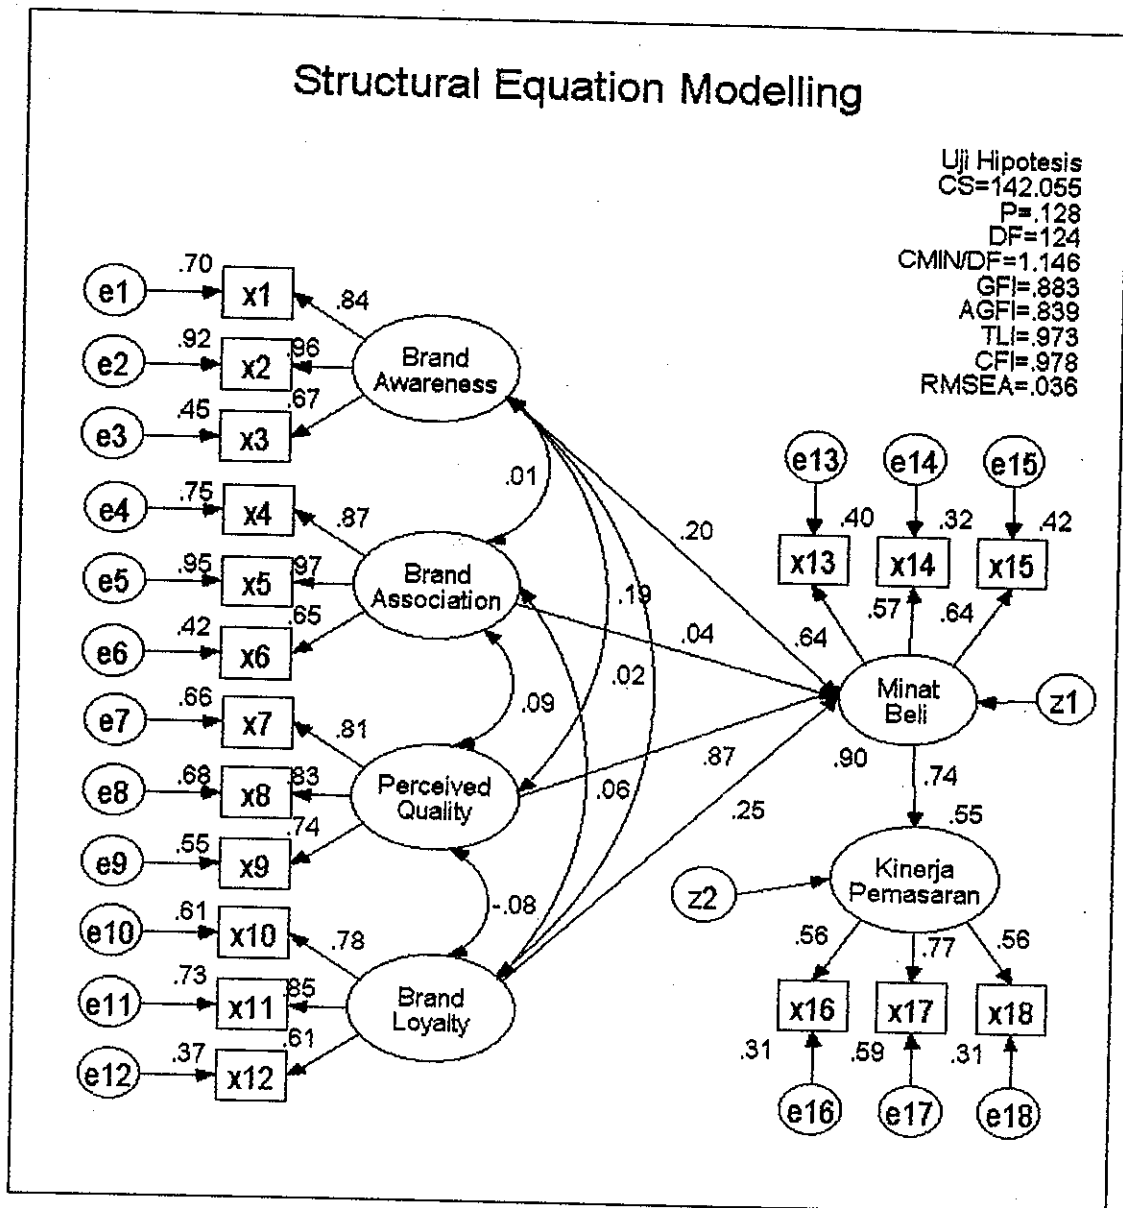 Structural Equation Modelling
Uji Hipotesis
CS=142.055
P=.128
DF=124
CMIN/DF=1.146
GFI=.883
AGFI=.839
TLI=.973
CFI=.978
RMSEA=.036
e1
.70
x1
.84
e2
.92
x2
.96
e3
.45
x3
.67
Brand
Awareness
e4
.75
x4
.87
e5
.95
x5
.97
e6
.42
x6
.65
Brand
Association
e7
.66
x7
.81
e8
.68
x8
.83
e9
.55
x9
.74
Perceived
Quality
e10
.61
x10
.78
e11
.73
x11
.85
e12
.37
x12
.61
Brand
Loyalty
.01
.09
-.08
.19
.02
.06
.20
.04
.87
.25
e13
e14
e15
.40
.32
.42
x13
x14
x15
.64
.57
.64
Minat
Beli
z1
.90
.74
.55
Kinerja
Pemasaran
z2
.56
.77
.56
x16
x17
x18
.31
.59
.31
e16
e17
e18